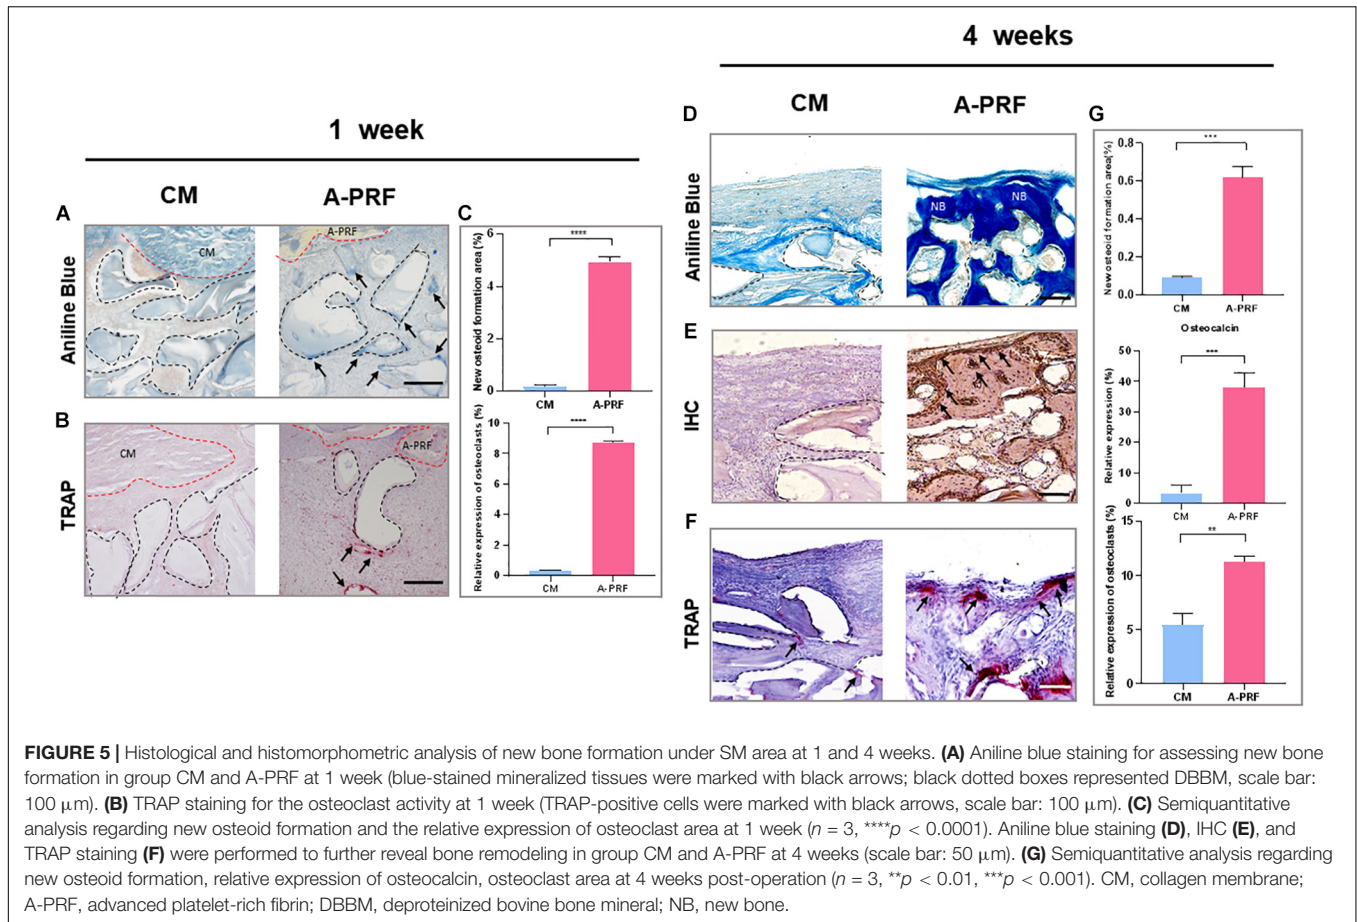 1 week
CM A-PRF
A
Aniline Blue
CM
A-PRF
B
TRAP
CM
A-PRF
C
New osteoid formation area (%)
6
4
2
0
****
CM A-PRF
Relative expression of osteoclasts (%)
10
8
6
4
2
0
****
CM A-PRF
4 weeks
CM A-PRF
D
Aniline Blue
NB NB
E
IHC
F
TRAP
G
New osteoid formation area(%)
0.8
0.6
0.4
0.2
0.0
***
CM A-PRF
Osteocalcin
Relative expression (%)
50
40
30
20
10
0
***
CM A-PRF
Relative expression of osteoclasts (%)
15
10
5
0
**
CM A-PRF
FIGURE 5 | Histological and histomorphometric analysis of new bone formation under SM area at 1 and 4 weeks. (A) Aniline blue staining for assessing new bone
formation in group CM and A-PRF at 1 week (blue-stained mineralized tissues were marked with black arrows; black dotted boxes represented DBBM, scale bar:
100 μm). (B) TRAP staining for the osteoclast activity at 1 week (TRAP-positive cells were marked with black arrows, scale bar: 100 μm). (C) Semiquantitative
analysis regarding new osteoid formation and the relative expression of osteoclast area at 1 week (n = 3, ****p < 0.0001). Aniline blue staining (D), IHC (E), and
TRAP staining (F) were performed to further reveal bone remodeling in group CM and A-PRF at 4 weeks (scale bar: 50 μm). (G) Semiquantitative analysis regarding
new osteoid formation, relative expression of osteocalcin, osteoclast area at 4 weeks post-operation (n = 3, **p < 0.01, ***p < 0.001). CM, collagen membrane;
A-PRF, advanced platelet-rich fibrin; DBBM, deproteinized bovine bone mineral; NB, new bone.